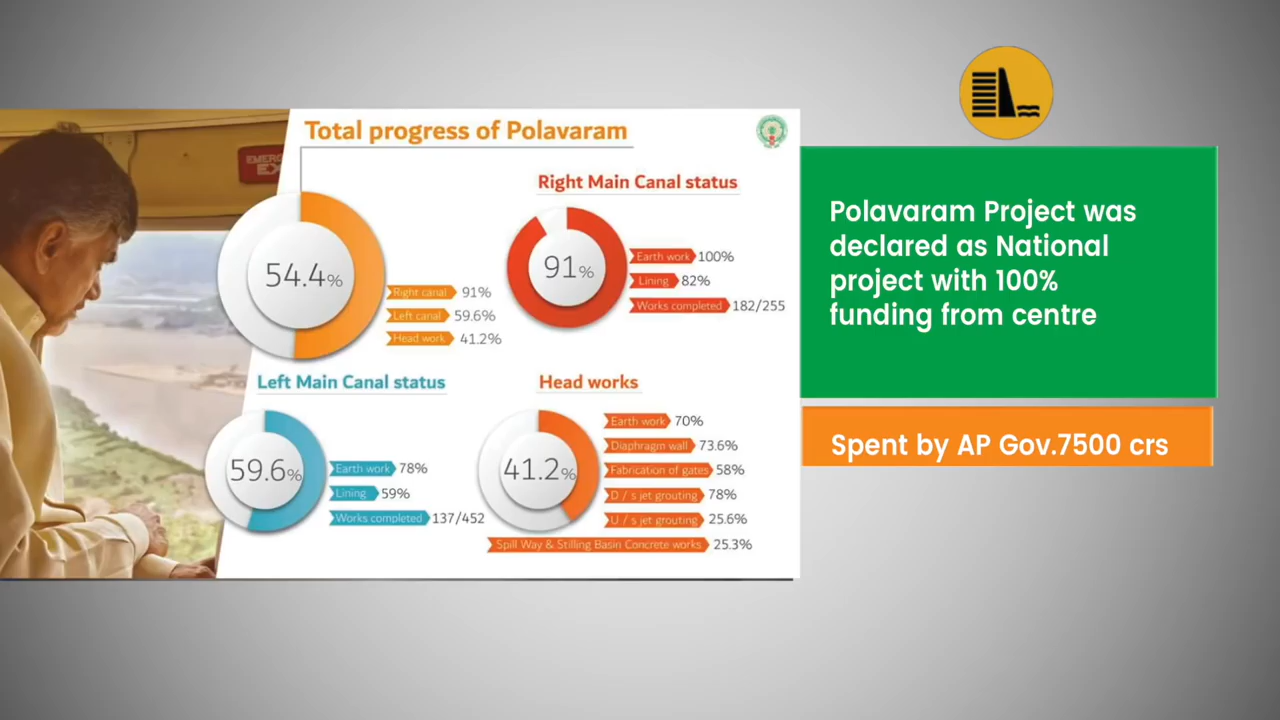 Total progress of Polavaram
54.4%
Right canal 91%
Left canal 59.6%
Head work 41.2%
Right Main Canal status
91%
Earth work 100%
Lining 82%
Works completed 182/255
Left Main Canal status
59.6%
Earth work 78%
Lining 59%
Works completed 137/452
Head works
41.2%
Earth work 70%
Diaphragm wall 73.6%
Fabrication of gates 58%
D / s jet grouting 78%
U / s jet grouting 25.6%
Spill Way & Stilling Basin Concrete works 25.3%
Polavaram Project was
declared as National
project with 100%
funding from centre
Spent by AP Gov.7500 crs